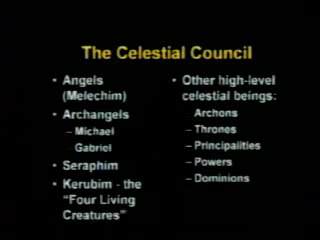 The Celestial Council
• Angels
(Melechim)
• Archangels
– Michael
Gabriel
• Seraphim
• Kerubim - the
"Four Living
Creatures"
• Other high-level
celestial beings:
Archons
– Thrones
– Principalities
– Powers
– Dominions